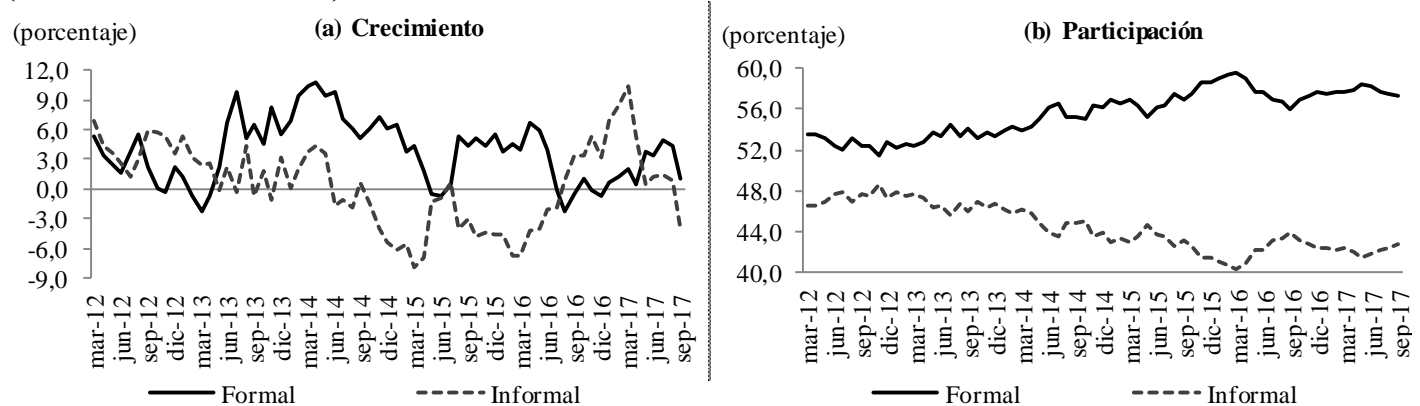 (a) Crecimiento
(porcentaje)
12,0
9,0
6,0
3,0
0,0
-3,0
-6,0
-9,0
mar-12
jun-12
sep-12
dic-12
mar-13
jun-13
sep-13
dic-13
mar-14
jun-14
sep-14
dic-14
mar-15
jun-15
sep-15
dic-15
mar-16
jun-16
sep-16
dic-16
mar-17
jun-17
sep-17
Formal
Informal
(b) Participación
(porcentaje)
60,0
56,0
52,0
48,0
44,0
40,0
mar-12
jun-12
sep-12
dic-12
mar-13
jun-13
sep-13
dic-13
mar-14
jun-14
sep-14
dic-14
mar-15
jun-15
sep-15
dic-15
mar-16
jun-16
sep-16
dic-16
mar-17
jun-17
sep-17
Formal
Informal